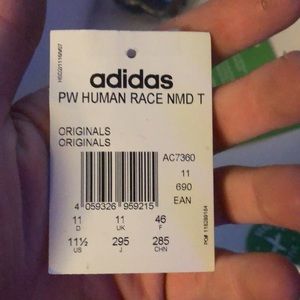 adidas
PW HUMAN RACE NMD T
ORIGINALS
ORIGINALS
AC7360
11
690
EAN
4 059326 959215
11 11 46
D UK F
11½ 295 285
US J CHN